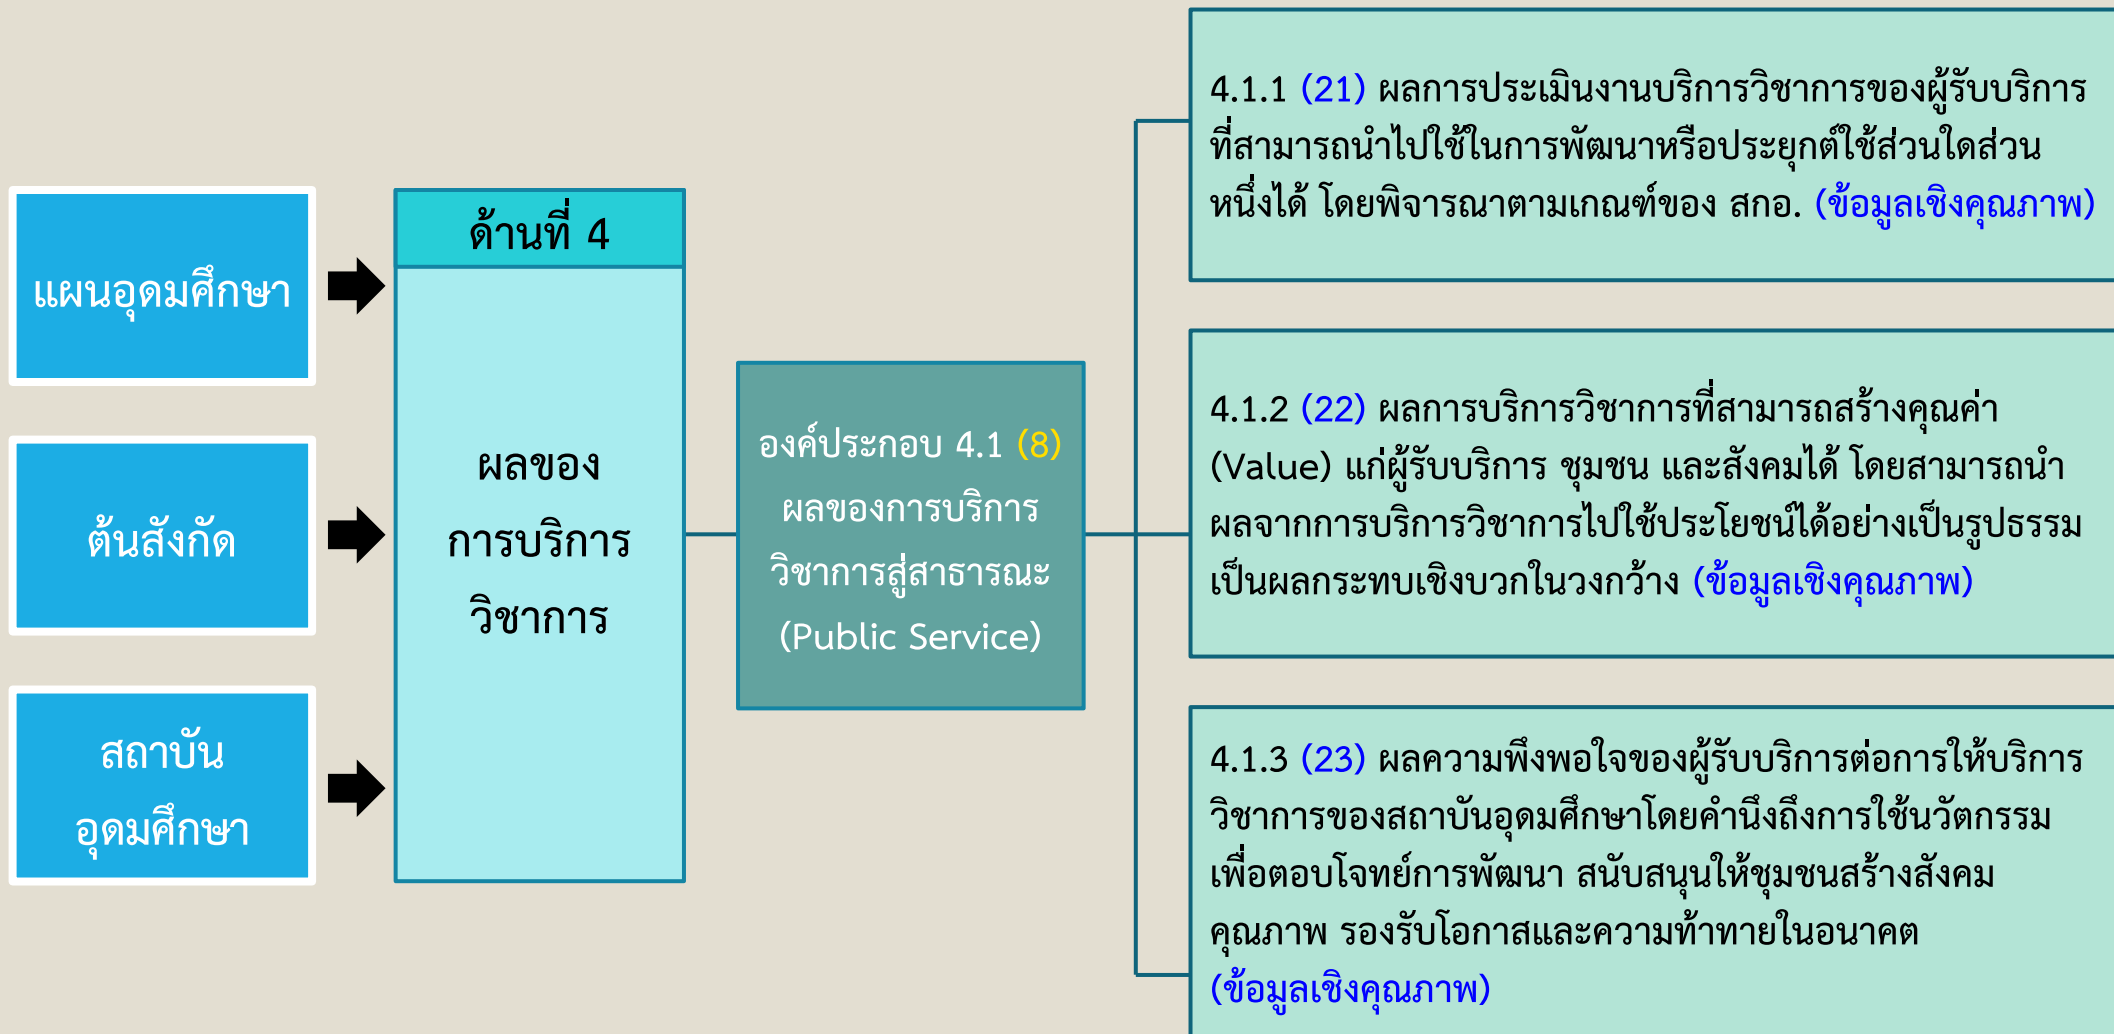 แผนอุดมศึกษา
ต้นสังกัด
สถาบัน
อุดมศึกษา
ด้านที่ 4
ผลของ
การบริการ
วิชาการ
องค์ประกอบ 4.1 (8)
ผลของการบริการ
วิชาการสู่สาธารณะ
(Public Service)
4.1.1 (21) ผลการประเมินงานบริการวิชาการของผู้รับบริการ
ที่สามารถนำไปใช้ในการพัฒนาหรือประยุกต์ใช้ส่วนใดส่วน
หนึ่งได้ โดยพิจารณาตามเกณฑ์ของ สกอ. (ข้อมูลเชิงคุณภาพ)
4.1.2 (22) ผลการบริการวิชาการที่สามารถสร้างคุณค่า
(Value) แก่ผู้รับบริการ ชุมชน และสังคมได้ โดยสามารถนำ
ผลจากการบริการวิชาการไปใช้ประโยชน์ได้อย่างเป็นรูปธรรม
เป็นผลกระทบเชิงบวกในวงกว้าง (ข้อมูลเชิงคุณภาพ)
4.1.3 (23) ผลความพึงพอใจของผู้รับบริการต่อการให้บริการ
วิชาการของสถาบันอุดมศึกษาโดยคำนึงถึงการใช้นวัตกรรม
เพื่อตอบโจทย์การพัฒนา สนับสนุนให้ชุมชนสร้างสังคม
คุณภาพ รองรับโอกาสและความท้าทายในอนาคต
(ข้อมูลเชิงคุณภาพ)